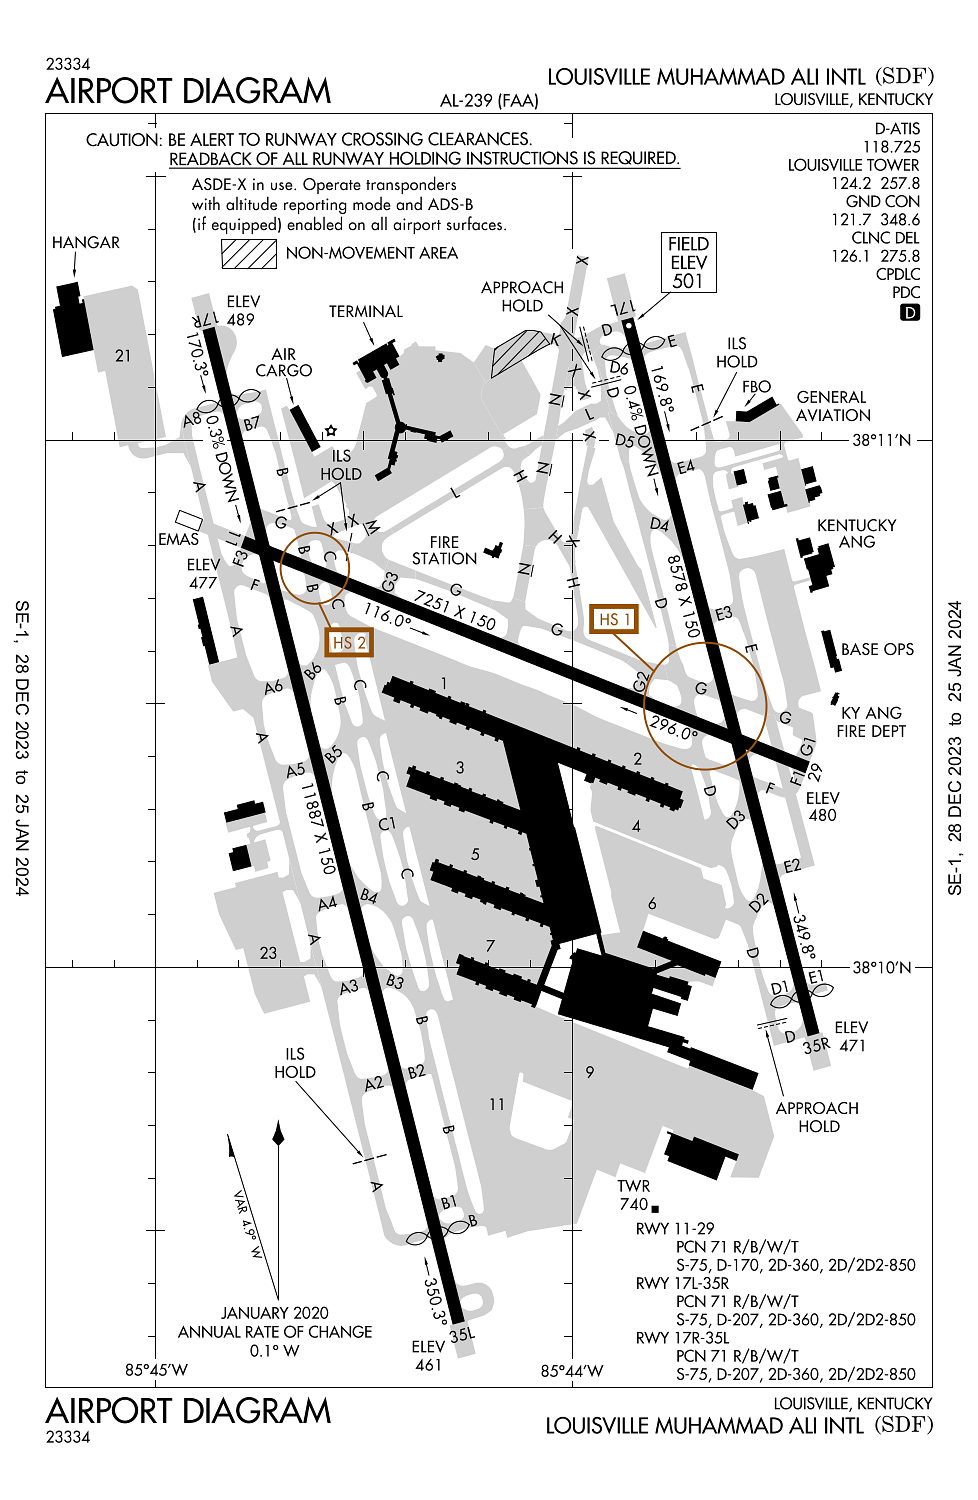 23334
AIRPORT DIAGRAM
AL-239 (FAA)
LOUISVILLE MUHAMMAD ALI INTL (SDF)
LOUISVILLE, KENTUCKY
CAUTION: BE ALERT TO RUNWAY CROSSING CLEARANCES.
READBACK OF ALL RUNWAY HOLDING INSTRUCTIONS IS REQUIRED.
ASDE-X in use. Operate transponders
with altitude reporting mode and ADS-B
(if equipped) enabled on all airport surfaces.
NON-MOVEMENT AREA
D-ATIS
118.725
LOUISVILLE TOWER
124.2 257.8
GND CON
121.7 348.6
CLNC DEL
126.1 275.8
CPDLC
PDC
D
HANGAR
21
ELEV
489
17R
170.3°
0.3% DOWN
A8
B7
AIR
CARGO
TERMINAL
APPROACH
HOLD
FIELD
ELEV
501
17L
X
X
K
X
X
L
X
N
D
D6
D
D5
E
E
169.8°
0.4% DOWN
ILS
HOLD
FBO
GENERAL
AVIATION
38°11'N
A
B
ILS
HOLD
L
H
N
E4
D4
EMAS
11
F3
G
X
X
M
B
C
B
C
F
ELEV
477
FIRE
STATION
H
X
H
N
G3
G
G
KENTUCKY
ANG
8578 X 150
7251 X 150
116.0°
HS 2
HS 1
D
E3
E
BASE OPS
A
A6
B6
C
B
1
G2
G
296.0°
G
G1
F1
29
F
KY ANG
FIRE DEPT
ELEV
480
A
A5
B5
C
B
C1
11887 X 150
3
2
4
D
D3
5
C
E2
D2
A4
B4
6
7
A
23
D
349.8°
38°10'N
A3
B3
B
D1
E1
D
35R
ELEV
471
ILS
HOLD
A2
B2
9
11
APPROACH
HOLD
B
A
B1
B
TWR
740
VAR 4.9° W
JANUARY 2020
ANNUAL RATE OF CHANGE
0.1° W
350.3°
35L
ELEV
461
RWY 11-29
PCN 71 R/B/W/T
S-75, D-170, 2D-360, 2D/2D2-850
RWY 17L-35R
PCN 71 R/B/W/T
S-75, D-207, 2D-360, 2D/2D2-850
RWY 17R-35L
PCN 71 R/B/W/T
S-75, D-207, 2D-360, 2D/2D2-850
85°45'W
85°44'W
SE-1, 28 DEC 2023 to 25 JAN 2024
SE-1, 28 DEC 2023 to 25 JAN 2024
AIRPORT DIAGRAM
23334
LOUISVILLE, KENTUCKY
LOUISVILLE MUHAMMAD ALI INTL (SDF)